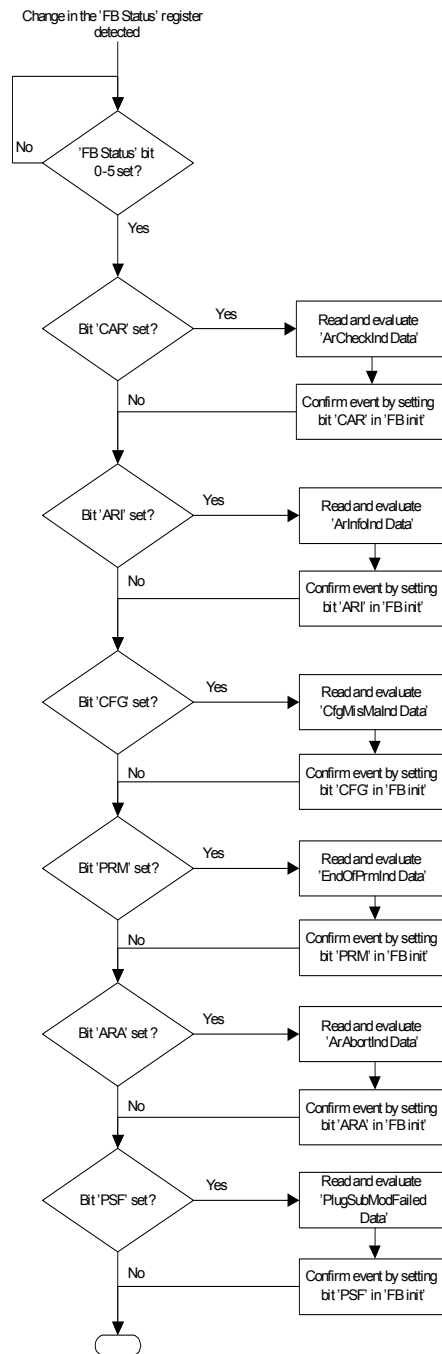 Change in the 'FB Status' register
detected
'FB Status' bit
0-5 set?
No
Yes
Bit 'CAR' set?
Yes
Read and evaluate
'ArCheckInd Data'
No
Confirm event by setting
bit 'CAR' in 'FB init'
Bit 'ARI' set?
Yes
Read and evaluate
'ArInfoInd Data'
No
Confirm event by setting
bit 'ARI' in 'FB init'
Bit 'CFG' set?
Yes
Read and evaluate
'CfgMisMaInd Data'
No
Confirm event by setting
bit 'CFG' in 'FB init'
Bit 'PRM' set?
Yes
Read and evaluate
'EndOfPrmInd Data'
No
Confirm event by setting
bit 'PRM' in 'FB init'
Bit 'ARA' set?
Yes
Read and evaluate
'ArAbortInd Data'
No
Confirm event by setting
bit 'ARA' in 'FB init'
Bit 'PSF' set?
Yes
Read and evaluate
'PlugSubModFailed
Data'
No
Confirm event by setting
bit 'PSF' in 'FB init'